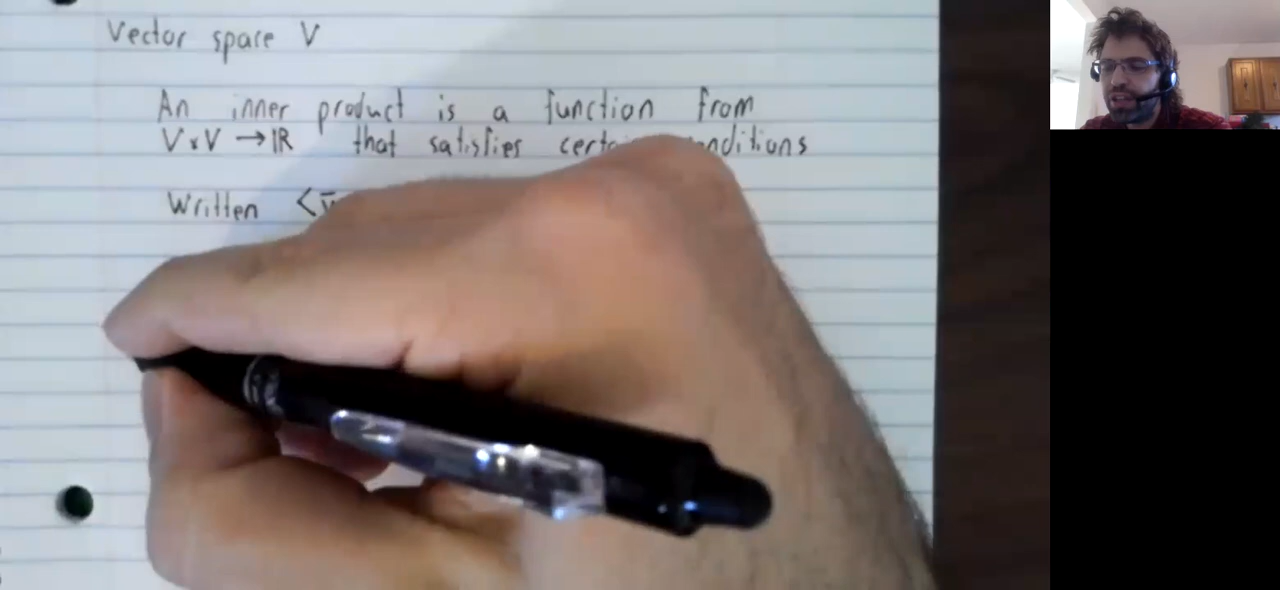 Vector space V
An inner product is a function from
V × V → ℝ that satisfies
Written <v̄